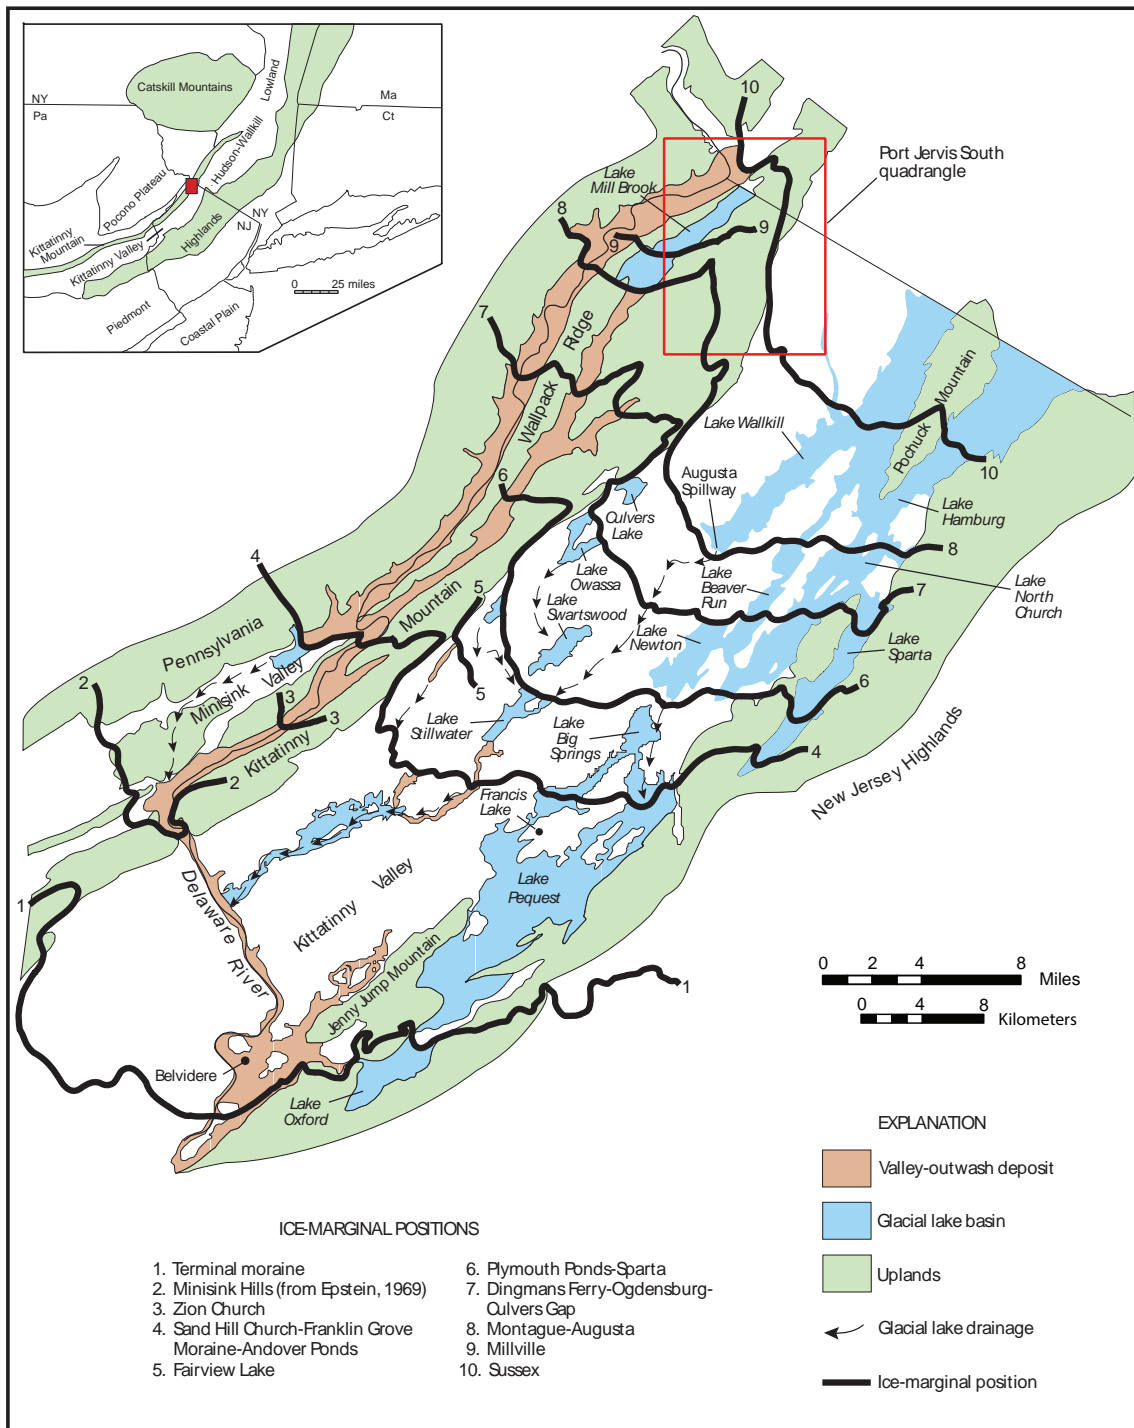 Catskill Mountains
NY
Pa
Ma
Ct
Lowland
Hudson-Wallkill
Pocono Plateau
NY
NJ
Kittatinny
Mountain
Kittatinny Valley
Highlands
0 25 miles
Piedmont
Coastal Plain
10
Port Jervis South
quadrangle
Lake
Mill Brook
8
9
9
7
Ridge
Wallpack
Mountain
Pochuck
Lake Wallkill
10
6
Augusta
Spillway
Culvers
Lake
Lake
Hamburg
4
Lake
Owassa
8
5
Lake
Beaver
Run
Lake
North
Church
7
Mountain
Lake
Swartswood
Pennsylvania
Lake
Newton
Lake
Sparta
2
Minisink Valley
3
3
5
6
Lake
Stillwater
Lake
Big
Springs
4
Kittatinny
2
New Jersey Highlands
Francis
Lake
Kittatinny Valley
Lake
Pequest
1
Delaware River
Jenny Jump Mountain
1
0 2 4 8 Miles
0 4 8 Kilometers
Belvidere
Lake
Oxford
EXPLANATION
Valley-outwash deposit
Glacial lake basin
Uplands
Glacial lake drainage
Ice-marginal position
ICE-MARGINAL POSITIONS
1. Terminal moraine
2. Minisink Hills (from Epstein, 1969)
3. Zion Church
4. Sand Hill Church-Franklin Grove
Moraine-Andover Ponds
5. Fairview Lake
6. Plymouth Ponds-Sparta
7. Dingmans Ferry-Ogdensburg-
Culvers Gap
8. Montague-Augusta
9. Millville
10. Sussex